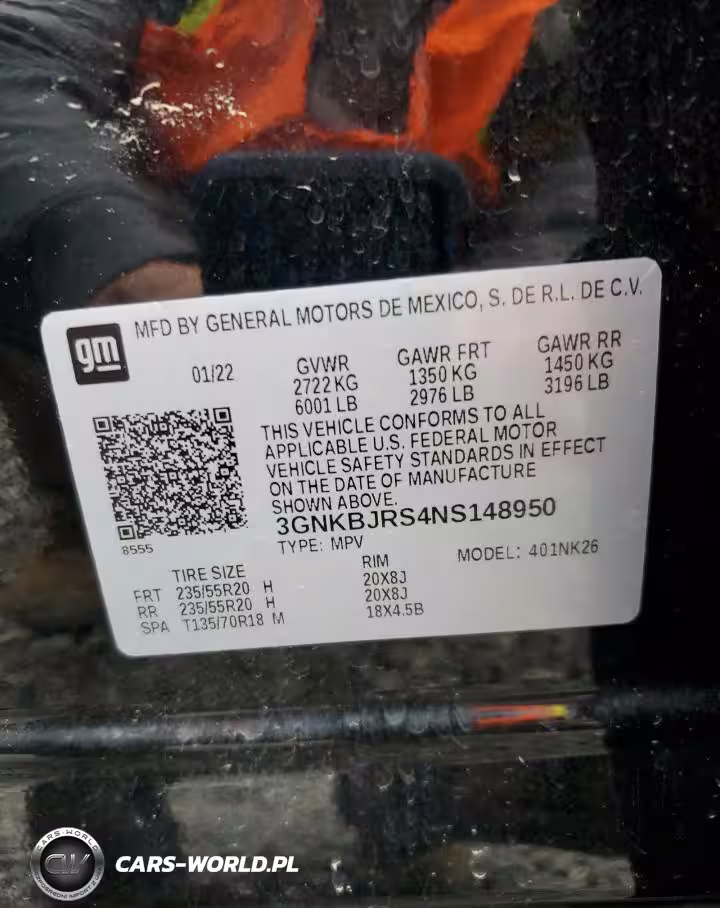 gm
MFD BY GENERAL MOTORS DE MEXICO, S. DE R.L. DE C.V.
01/22
GVWR
2722 KG
6001 LB
GAWR FRT
1350 KG
2976 LB
GAWR RR
1450 KG
3196 LB
THIS VEHICLE CONFORMS TO ALL
APPLICABLE U.S. FEDERAL MOTOR
VEHICLE SAFETY STANDARDS IN EFFECT
ON THE DATE OF MANUFACTURE
SHOWN ABOVE.
3GNKBJRS4NS148950
TYPE: MPV
MODEL: 401NK26
8555
TIRE SIZE RIM
FRT 235/55R20 H 20X8J
RR 235/55R20 H 20X8J
SPA T135/70R18 M 18X4.5B
CARS-WORLD.PL
CARS-WORLD
CW